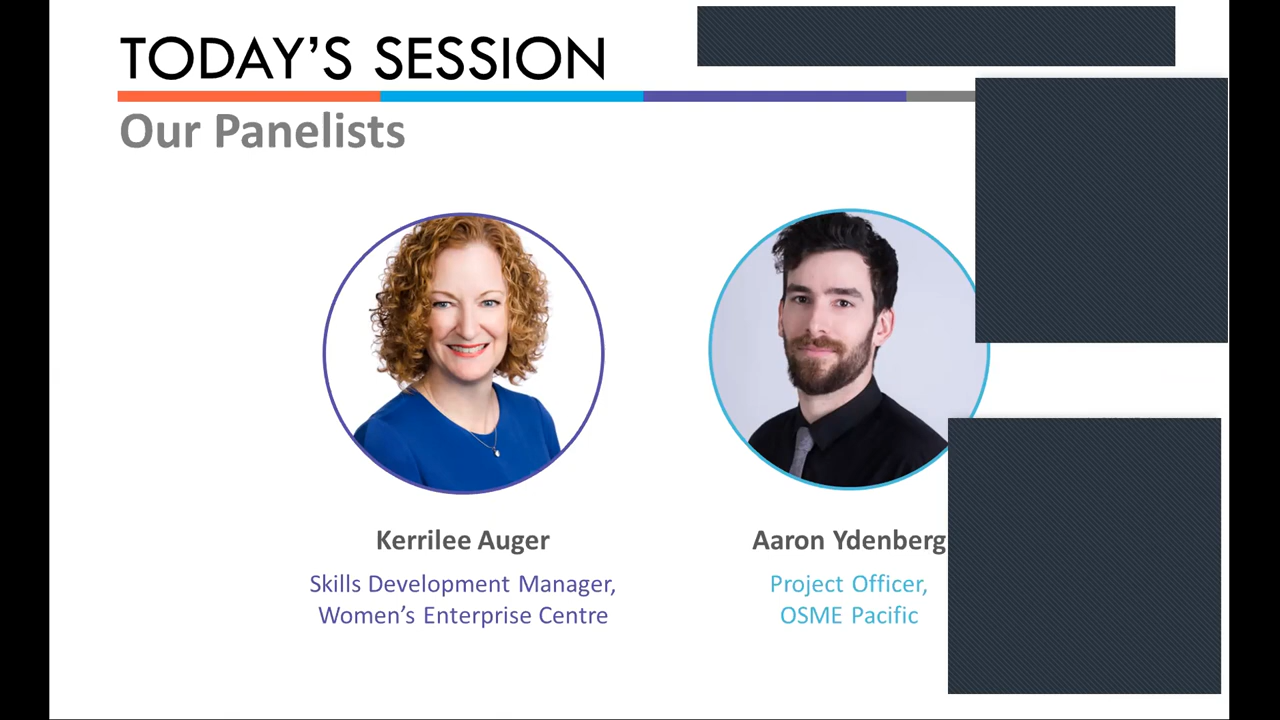 TODAY’S SESSION
Our Panelists
Kerrilee Auger
Skills Development Manager,
Women’s Enterprise Centre
Aaron Ydenberg
Project Officer,
OSME Pacific